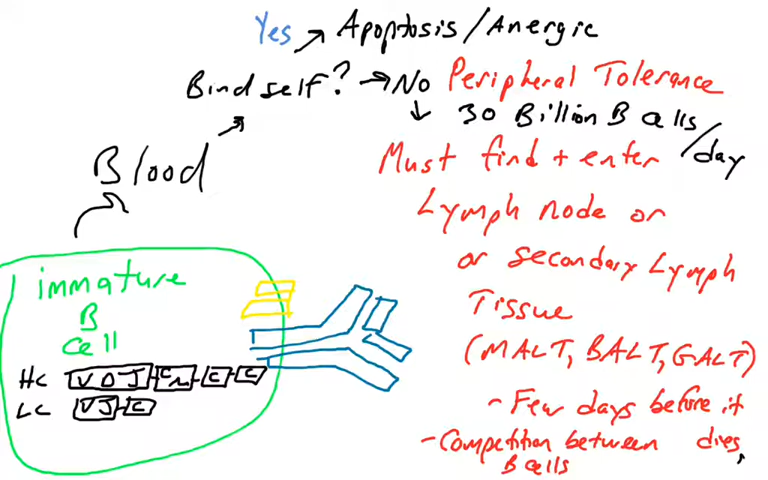 Yes → Apoptosis/Anergic
Bind self? → No Peripheral Tolerance
↓ 30 Billion B cells
/day
Blood
Must find + enter
Lymph node or
or secondary Lymph
Tissue
(MALT, BALT, GALT)
- Few days before it
dies
- Competition between
B cells
immature
B
cell
HC VDJ Cμ C C
LC VJ C